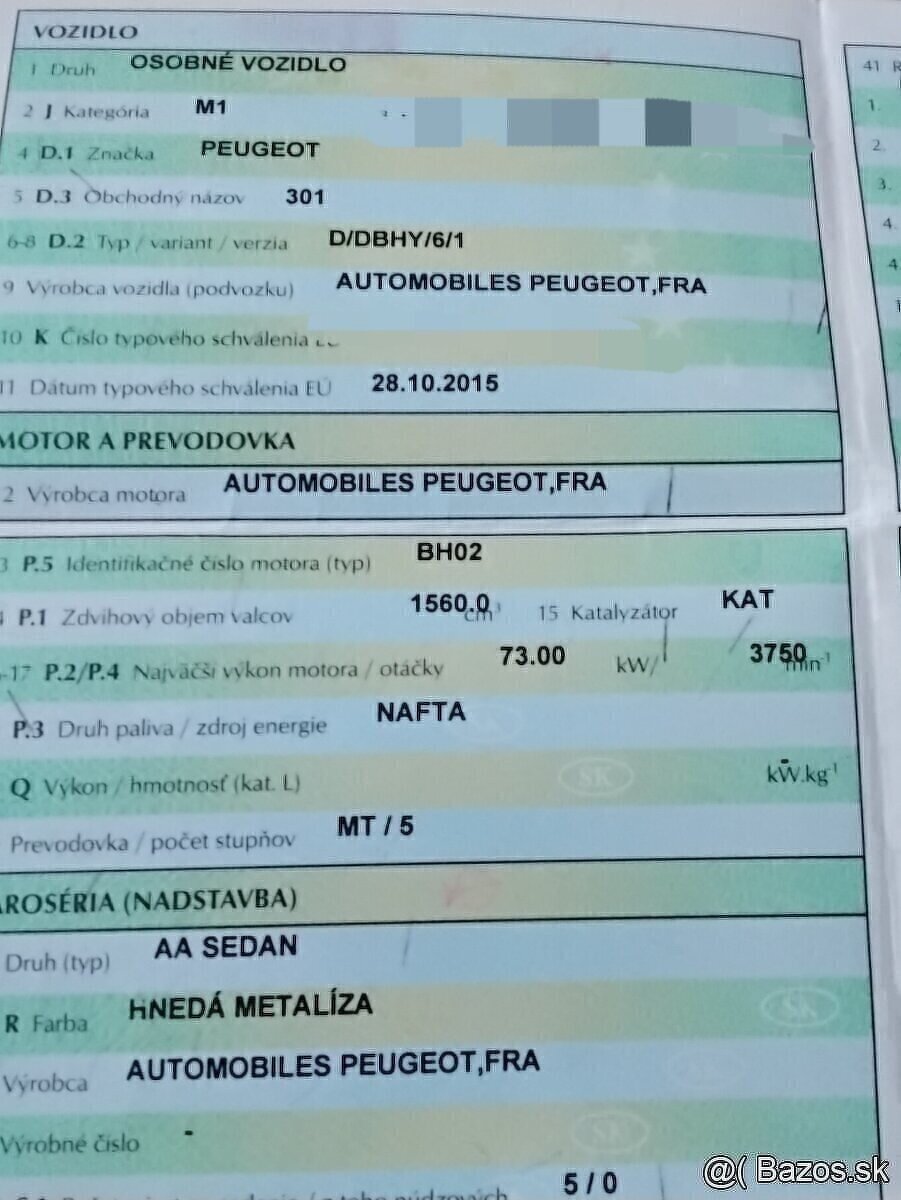 VOZIDLO
1 Druh OSOBNÉ VOZIDLO
2 J Kategória M1
4 D.1 Značka PEUGEOT
5 D.3 Obchodný názov 301
6-8 D.2 Typ / variant / verzia D/DBHY/6/1
9 Výrobca vozidla (podvozku) AUTOMOBILES PEUGEOT,FRA
10 K Číslo typového schválenia
11 Dátum typového schválenia EÚ 28.10.2015
MOTOR A PREVODOVKA
2 Výrobca motora AUTOMOBILES PEUGEOT,FRA
3 P.5 Identifikačné číslo motora (typ) BH02
P.1 Zdvihový objem valcov 1560.0 cm³ 15 Katalyzátor KAT
-17 P.2/P.4 Najväčší výkon motora / otáčky 73.00 kW/ 3750 min⁻¹
P.3 Druh paliva / zdroj energie NAFTA
Q Výkon / hmotnosť (kat. L) kW.kg⁻¹
Prevodovka / počet stupňov MT / 5
AROSÉRIA (NADSTAVBA)
Druh (typ) AA SEDAN
R Farba HNEDÁ METALÍZA
Výrobca AUTOMOBILES PEUGEOT,FRA
Výrobné číslo -
5 / 0
41 R
1.
2.
3.
4.
4
SK
SK
SK
@( Bazos.sk